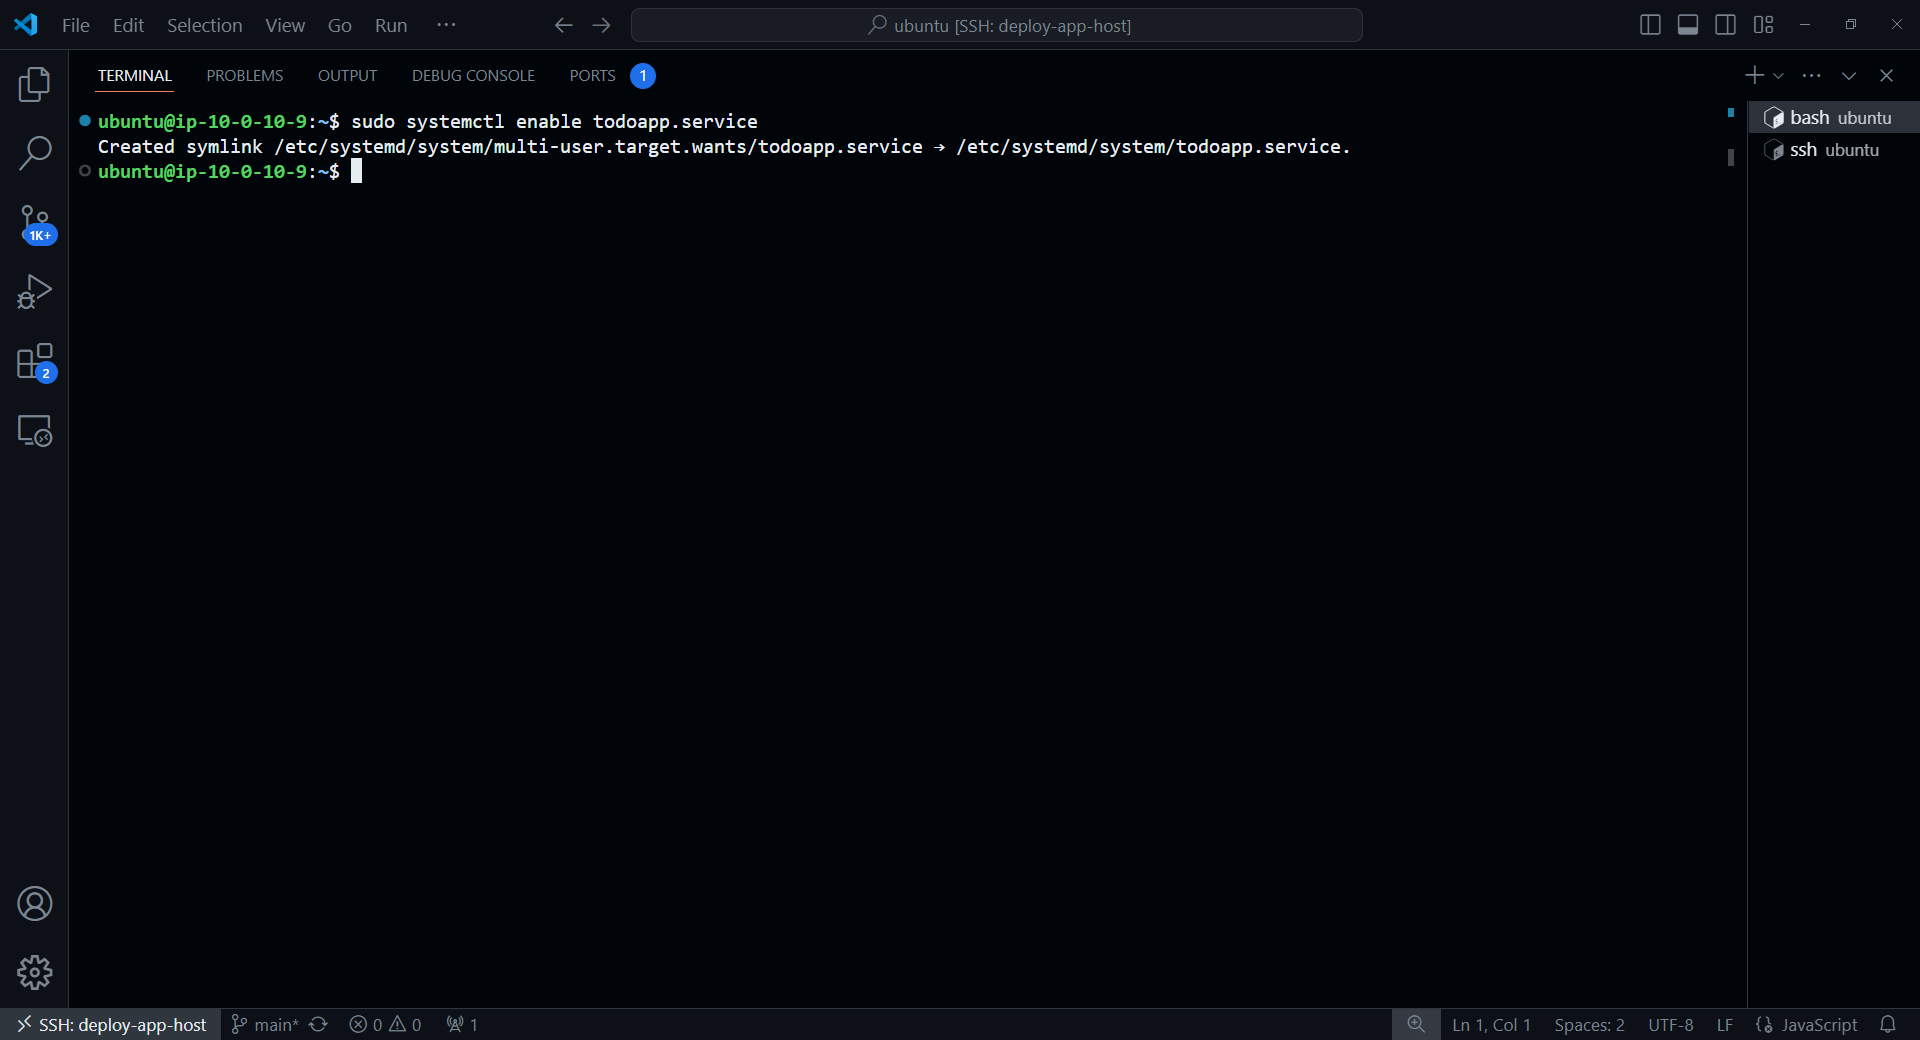 File Edit Selection View Go Run ···
ubuntu [SSH: deploy-app-host]
TERMINAL PROBLEMS OUTPUT DEBUG CONSOLE PORTS 1
ubuntu@ip-10-0-10-9:~$ sudo systemctl enable todoapp.service
Created symlink /etc/systemd/system/multi-user.target.wants/todoapp.service → /etc/systemd/system/todoapp.service.
ubuntu@ip-10-0-10-9:~$
bash ubuntu
ssh ubuntu
1K+
2
SSH: deploy-app-host main* 0 0 1 Ln 1, Col 1 Spaces: 2 UTF-8 LF JavaScript